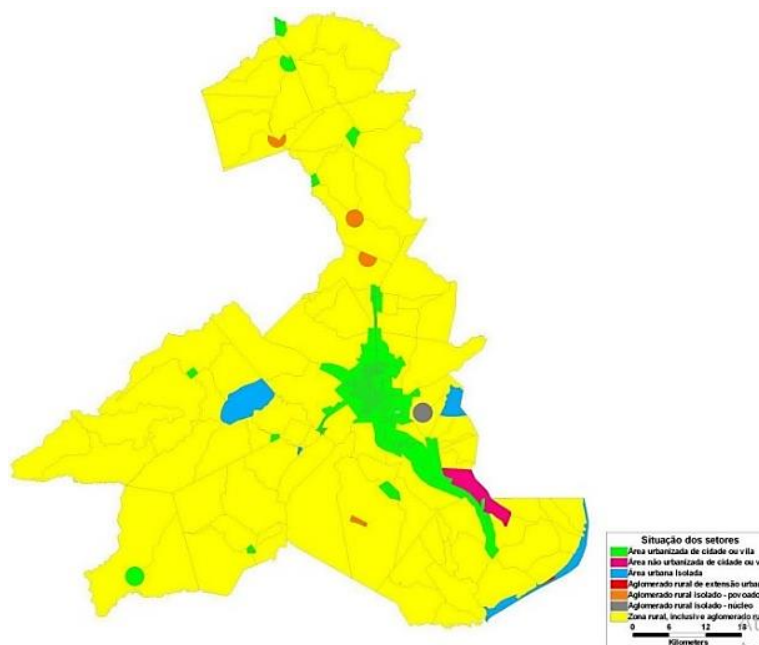 Situação dos setores
Área urbanizada de cidade ou vila
Área não urbanizada de cidade ou v
Área urbana Isolada
Aglomerado rural de extensão urba
Aglomerado rural isolado - povoado
Aglomerado rural isolado - núcleo
Zona rural, inclusive aglomerado ru
0 6 12 18
Kilometers